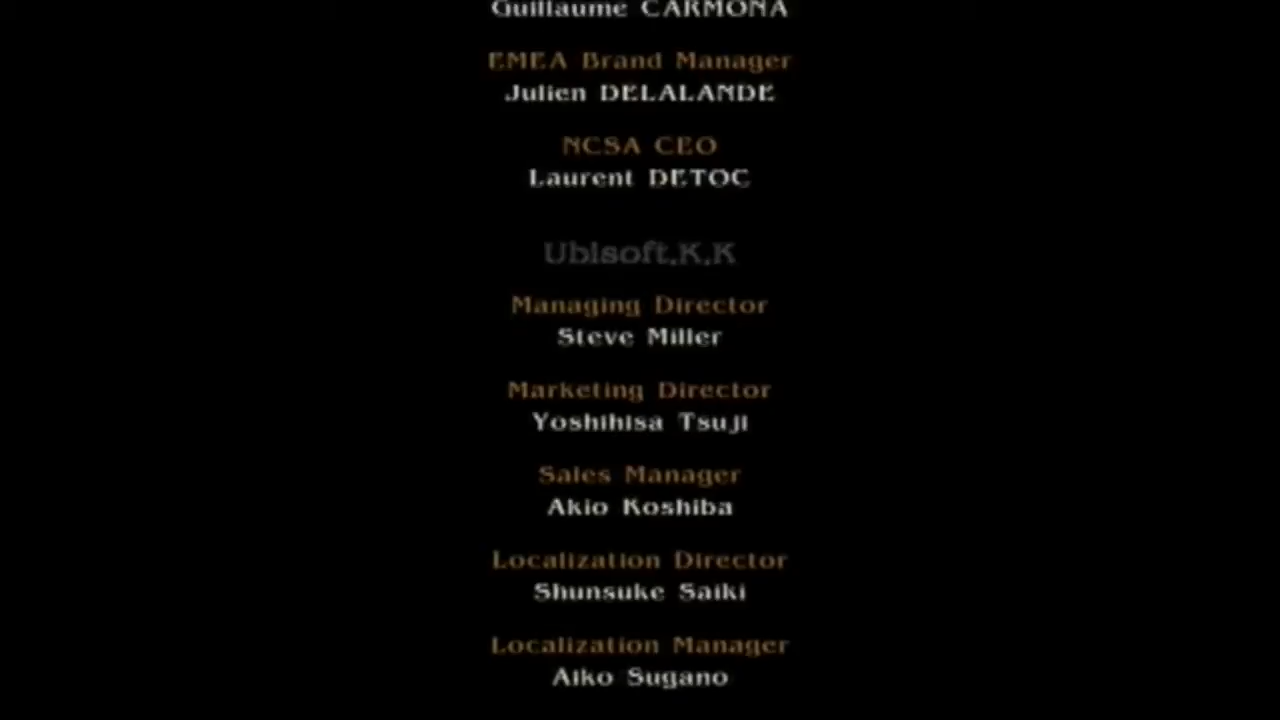 Guillaume CARMONA
EMEA Brand Manager
Julien DELALANDE
NCSA CEO
Laurent DETOC
Ubisoft.K.K
Managing Director
Steve Miller
Marketing Director
Yoshihisa Tsuji
Sales Manager
Akio Koshiba
Localization Director
Shunsuke Saiki
Localization Manager
Aiko Sugano